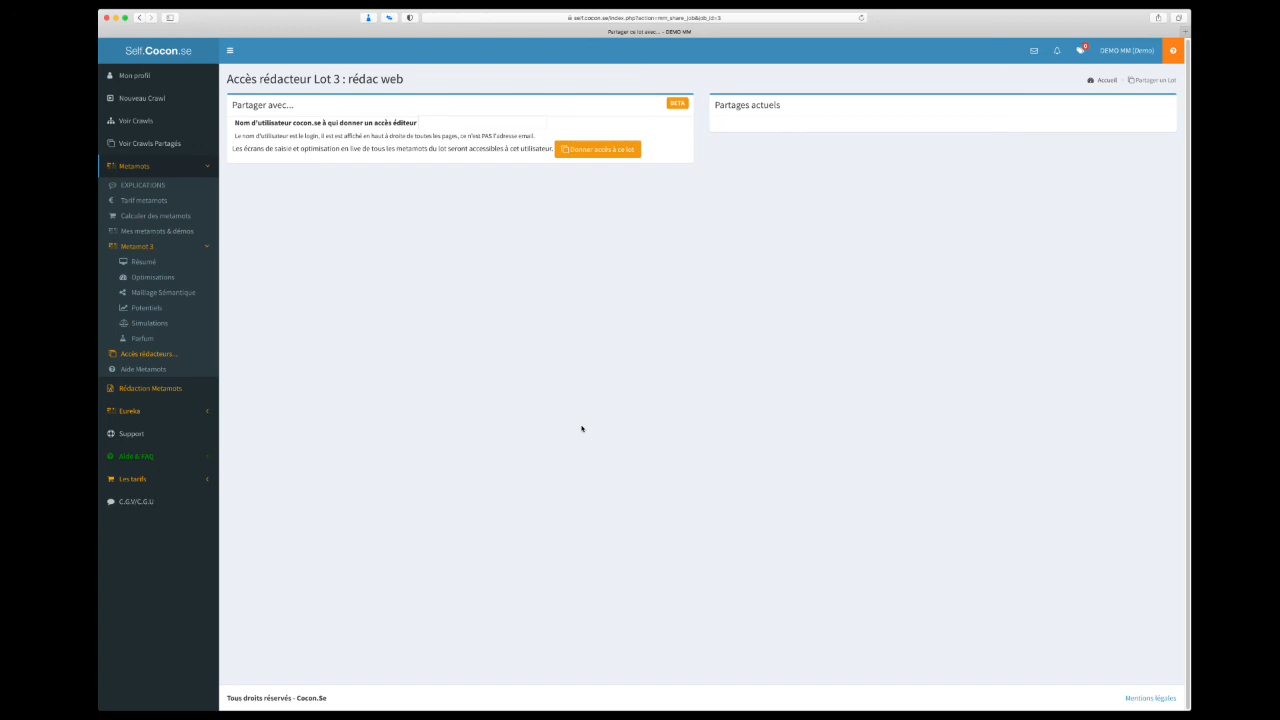 self.cocon.se/index.php?action=mm_share_job&job_id=3
Partager ce lot avec... - DEMO MM
Self.Cocon.se
0
DEMO MM (Demo)
Mon profil
Nouveau Crawl
Voir Crawls
Voir Crawls Partagés
Metamots
EXPLICATIONS
Tarif metamots
Calculer des metamots
Mes metamots & démos
Metamot 3
Résumé
Optimisations
Maillage Sémantique
Potentiels
Simulations
Parfum
Accès rédacteurs...
Aide Metamots
Rédaction Metamots
Eureka
Support
Aide & FAQ
Les tarifs
C.G.V/C.G.U
Accès rédacteur Lot 3 : rédac web
Accueil
Partager un Lot
Partager avec...
BETA
Nom d'utilisateur cocon.se à qui donner un accès éditeur
Le nom d'utilisateur est le login, il est est affiché en haut à droite de toutes les pages, ce n'est PAS l'adresse email.
Les écrans de saisie et optimisation en live de tous les metamots du lot seront accessibles à cet utilisateur.
Donner accès à ce lot
Partages actuels
Tous droits réservés - Cocon.Se
Mentions légales